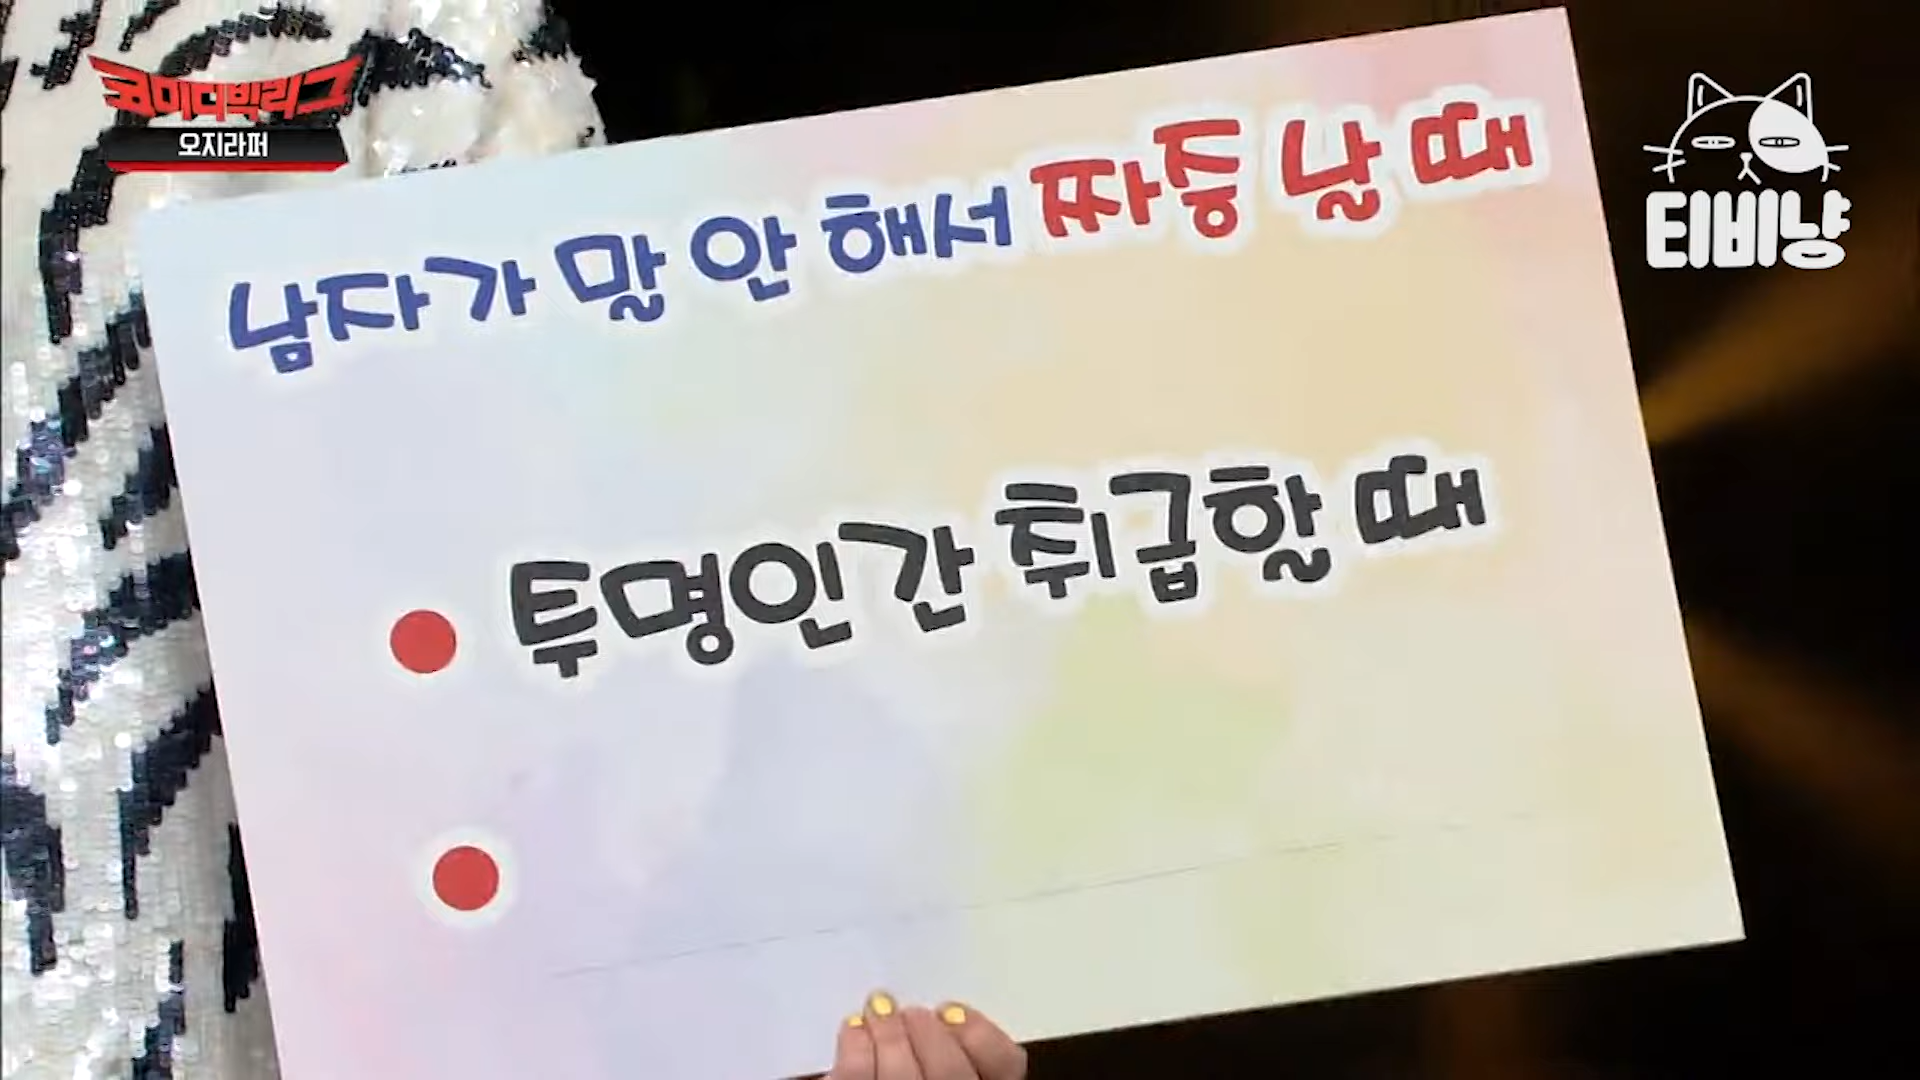 코미디빅리그
오지라퍼
티비냥
남자가 말 안 해서 짜증 날 때
투명인간 취급할 때